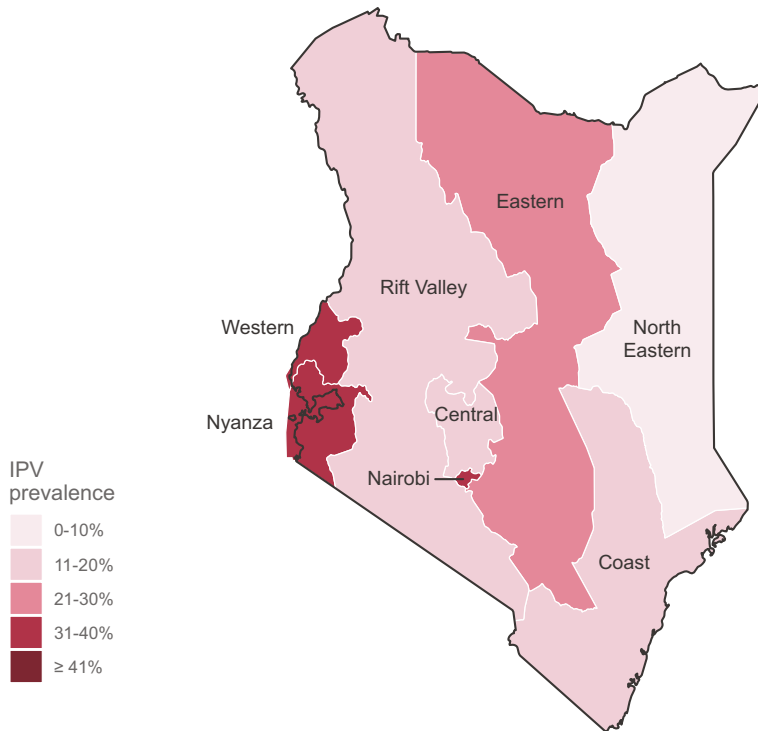 Eastern
Rift Valley
Western
North
Eastern
Nyanza
Central
Nairobi
Coast
IPV
prevalence
0-10%
11-20%
21-30%
31-40%
≥ 41%